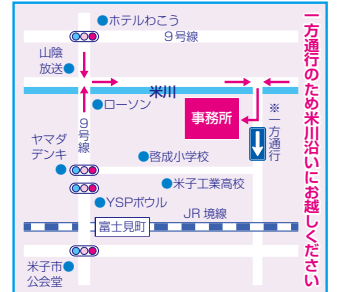 ホテルわこう
9号線
山陰
放送
米川
ローソン
9号線
事務所
※一方通行
ヤマダ
デンキ
啓成小学校
米子工業高校
YSPボウル
JR 境線
富士見町
米子市
公会堂
一方通行のため米川沿いにお越しください